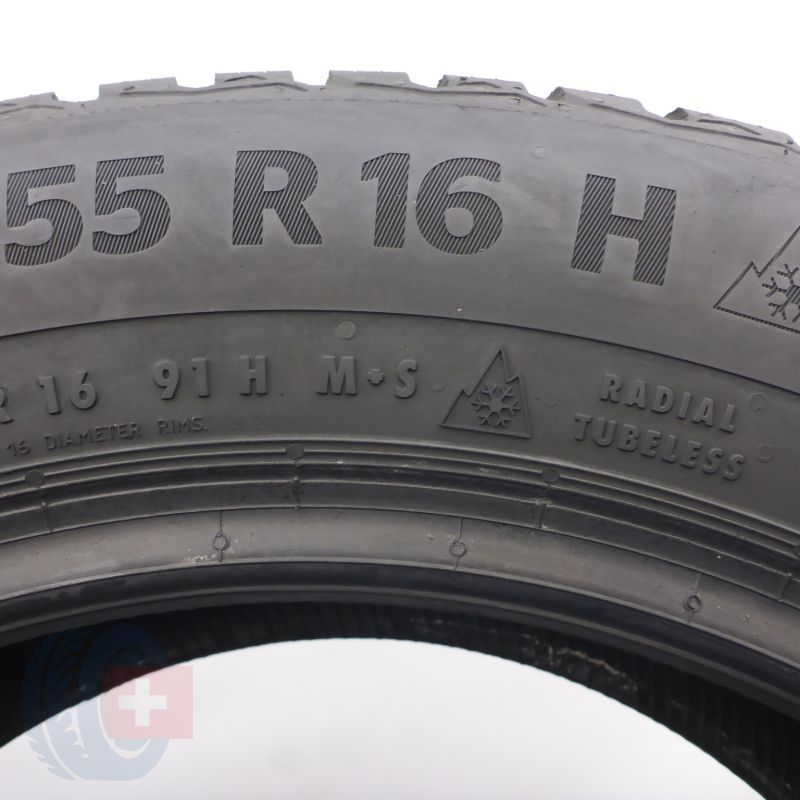 55 R 16 H
R 16 91 H M+S
RADIAL
TUBELESS
16 DIAMETER RIMS.